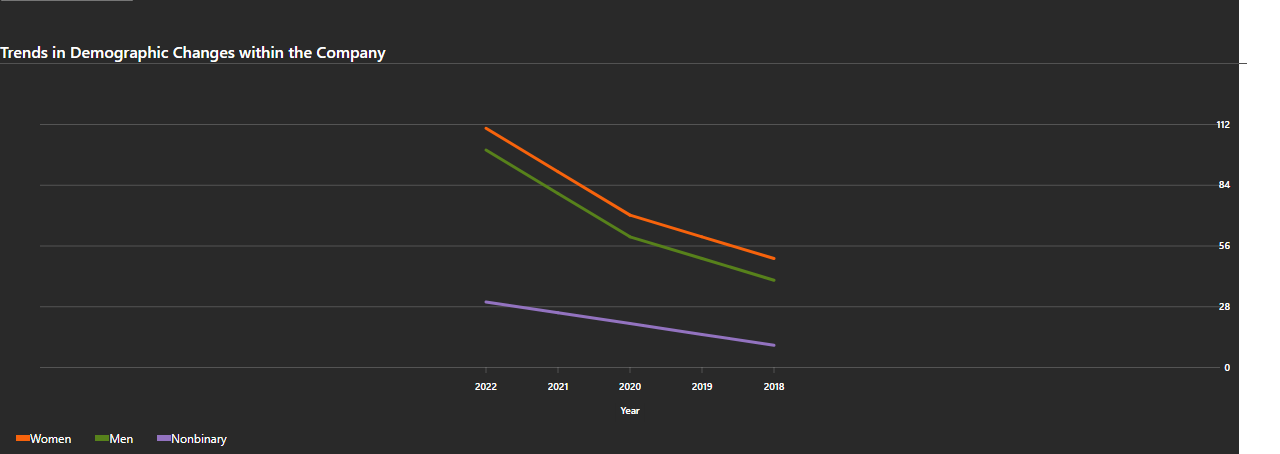 Trends in Demographic Changes within the Company
112
84
56
28
0
2022 2021 2020 2019 2018
Year
Women Men Nonbinary